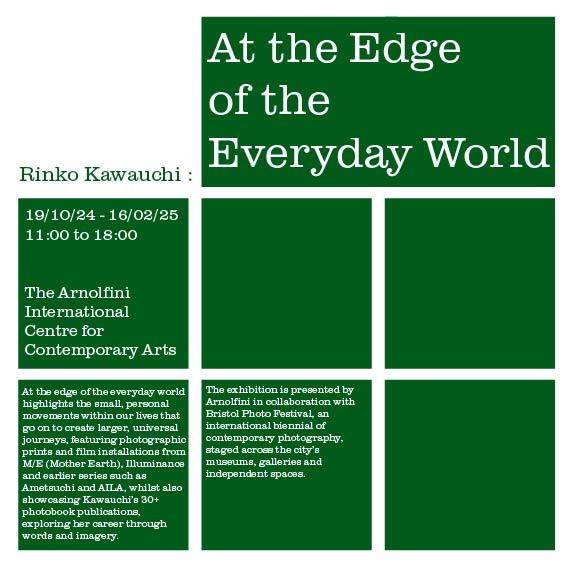 At the Edge
of the
Everyday World
Rinko Kawauchi :
19/10/24 - 16/02/25
11:00 to 18:00
The Arnolfini
International
Centre for
Contemporary Arts
At the edge of the everyday world
highlights the small, personal
movements within our lives that
go on to create larger, universal
journeys, featuring photographic
prints and film installations from
M/E (Mother Earth), Illuminance
and earlier series such as
Ametsuchi and AILA, whilst also
showcasing Kawauchi's 30+
photobook publications,
exploring her career through
words and imagery.
The exhibition is presented by
Arnolfini in collaboration with
Bristol Photo Festival, an
international biennial of
contemporary photography,
staged across the city's
museums, galleries and
independent spaces.